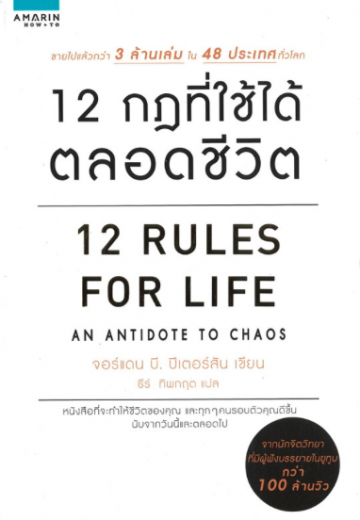 AMARIN
HOW-TO
ขายไปแล้วกว่า 3 ล้านเล่ม ใน 48 ประเทศทั่วโลก
12 กฎที่ใช้ได้
ตลอดชีวิต
12 RULES
FOR LIFE
AN ANTIDOTE TO CHAOS
จอร์แดน บี. ปีเตอร์สัน เขียน
ธีร์ ทิพกฤต แปล
หนังสือที่จะทำให้ชีวิตของคุณ และทุกๆ คนรอบตัวคุณดีขึ้น
นับจากวันนี้และตลอดไป
จากนักจิตวิทยา
ที่มีผู้ฟังบรรยายในยูทูบ
กว่า
100 ล้านวิว